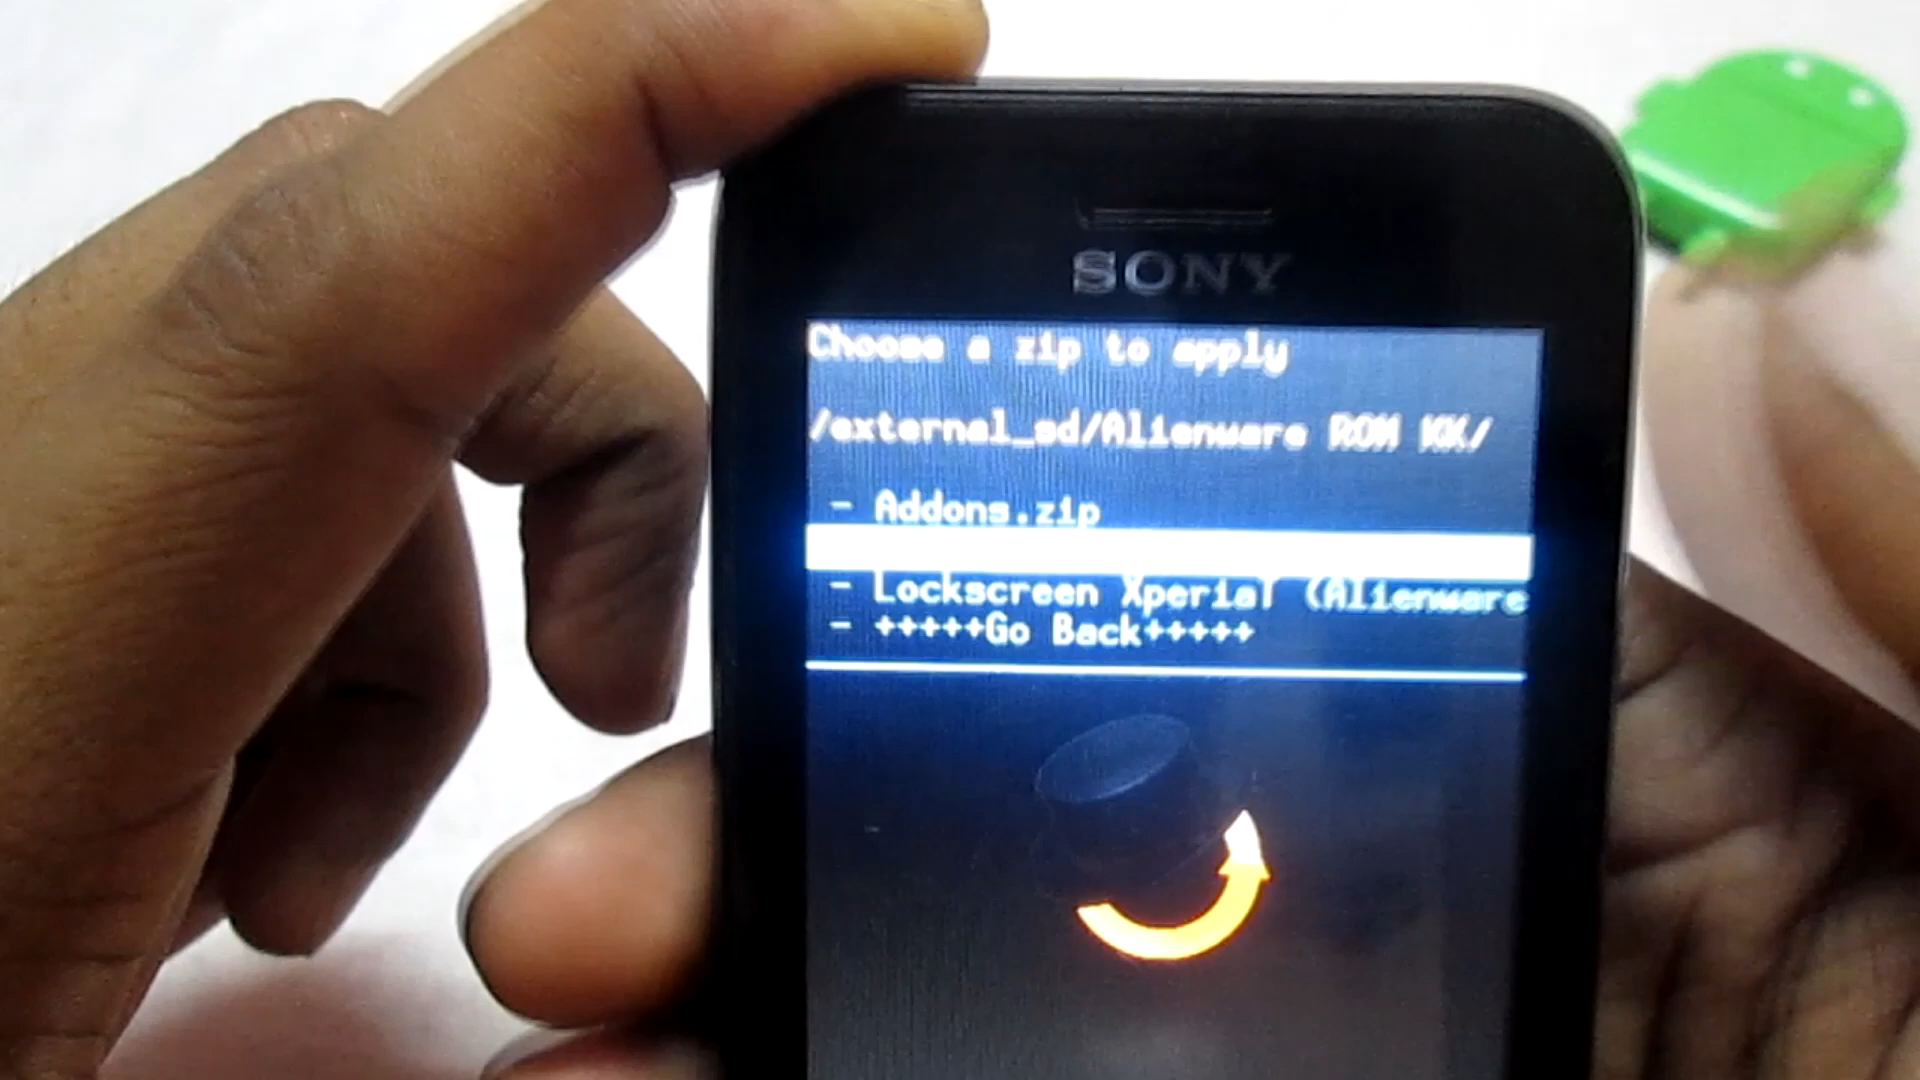 SONY
Choose a zip to apply
/external_sd/Alienware ROM KK/
- Addons.zip
- Lockscreen Xperia (Alienware
- +++++Go Back+++++